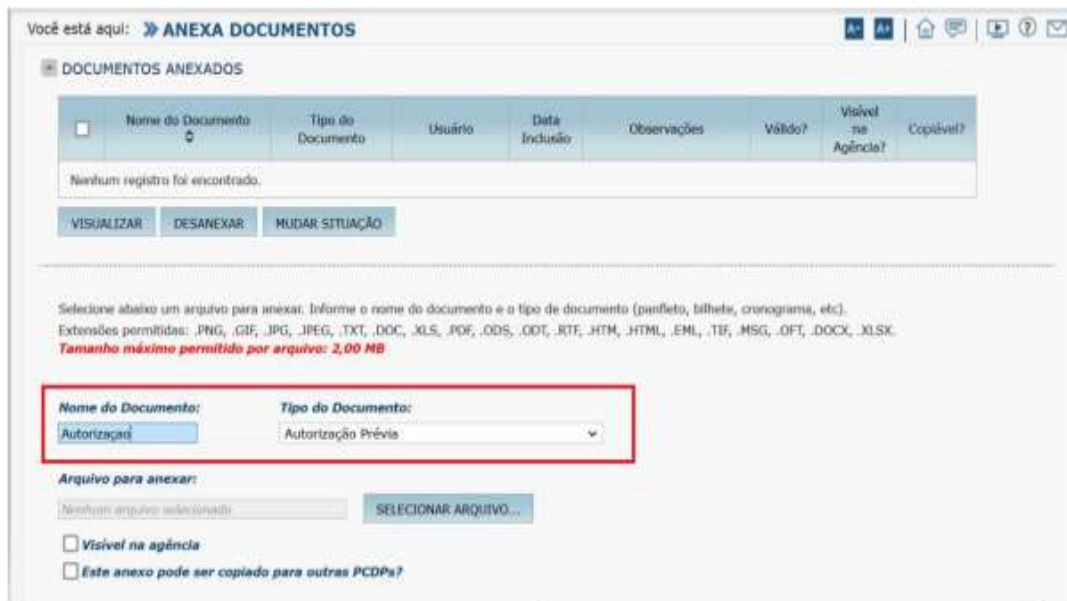 Você está aqui: » ANEXA DOCUMENTOS A- A+
DOCUMENTOS ANEXADOS
Nome do Documento Tipo do Documento Usuário Data Inclusão Observações Válido? Visível na Agência? Copiável?
Nenhum registro foi encontrado.
VISUALIZAR DESANEXAR MUDAR SITUAÇÃO
Selecione abaixo um arquivo para anexar. Informe o nome do documento e o tipo de documento (panfleto, bilhete, cronograma, etc).
Extensões permitidas: .PNG, .GIF, .JPG, .JPEG, .TXT, .DOC, .XLS, .PDF, .ODS, .ODT, .RTF, .HTM, .HTML, .EML, .TIF, .MSG, .OFT, .DOCX, .XLSX.
Tamanho máximo permitido por arquivo: 2,00 MB
Nome do Documento: Tipo do Documento:
Autorizaçao Autorização Prévia
Arquivo para anexar:
Nenhum arquivo selecionado SELECIONAR ARQUIVO...
Visível na agência
Este anexo pode ser copiado para outras PCDPs?